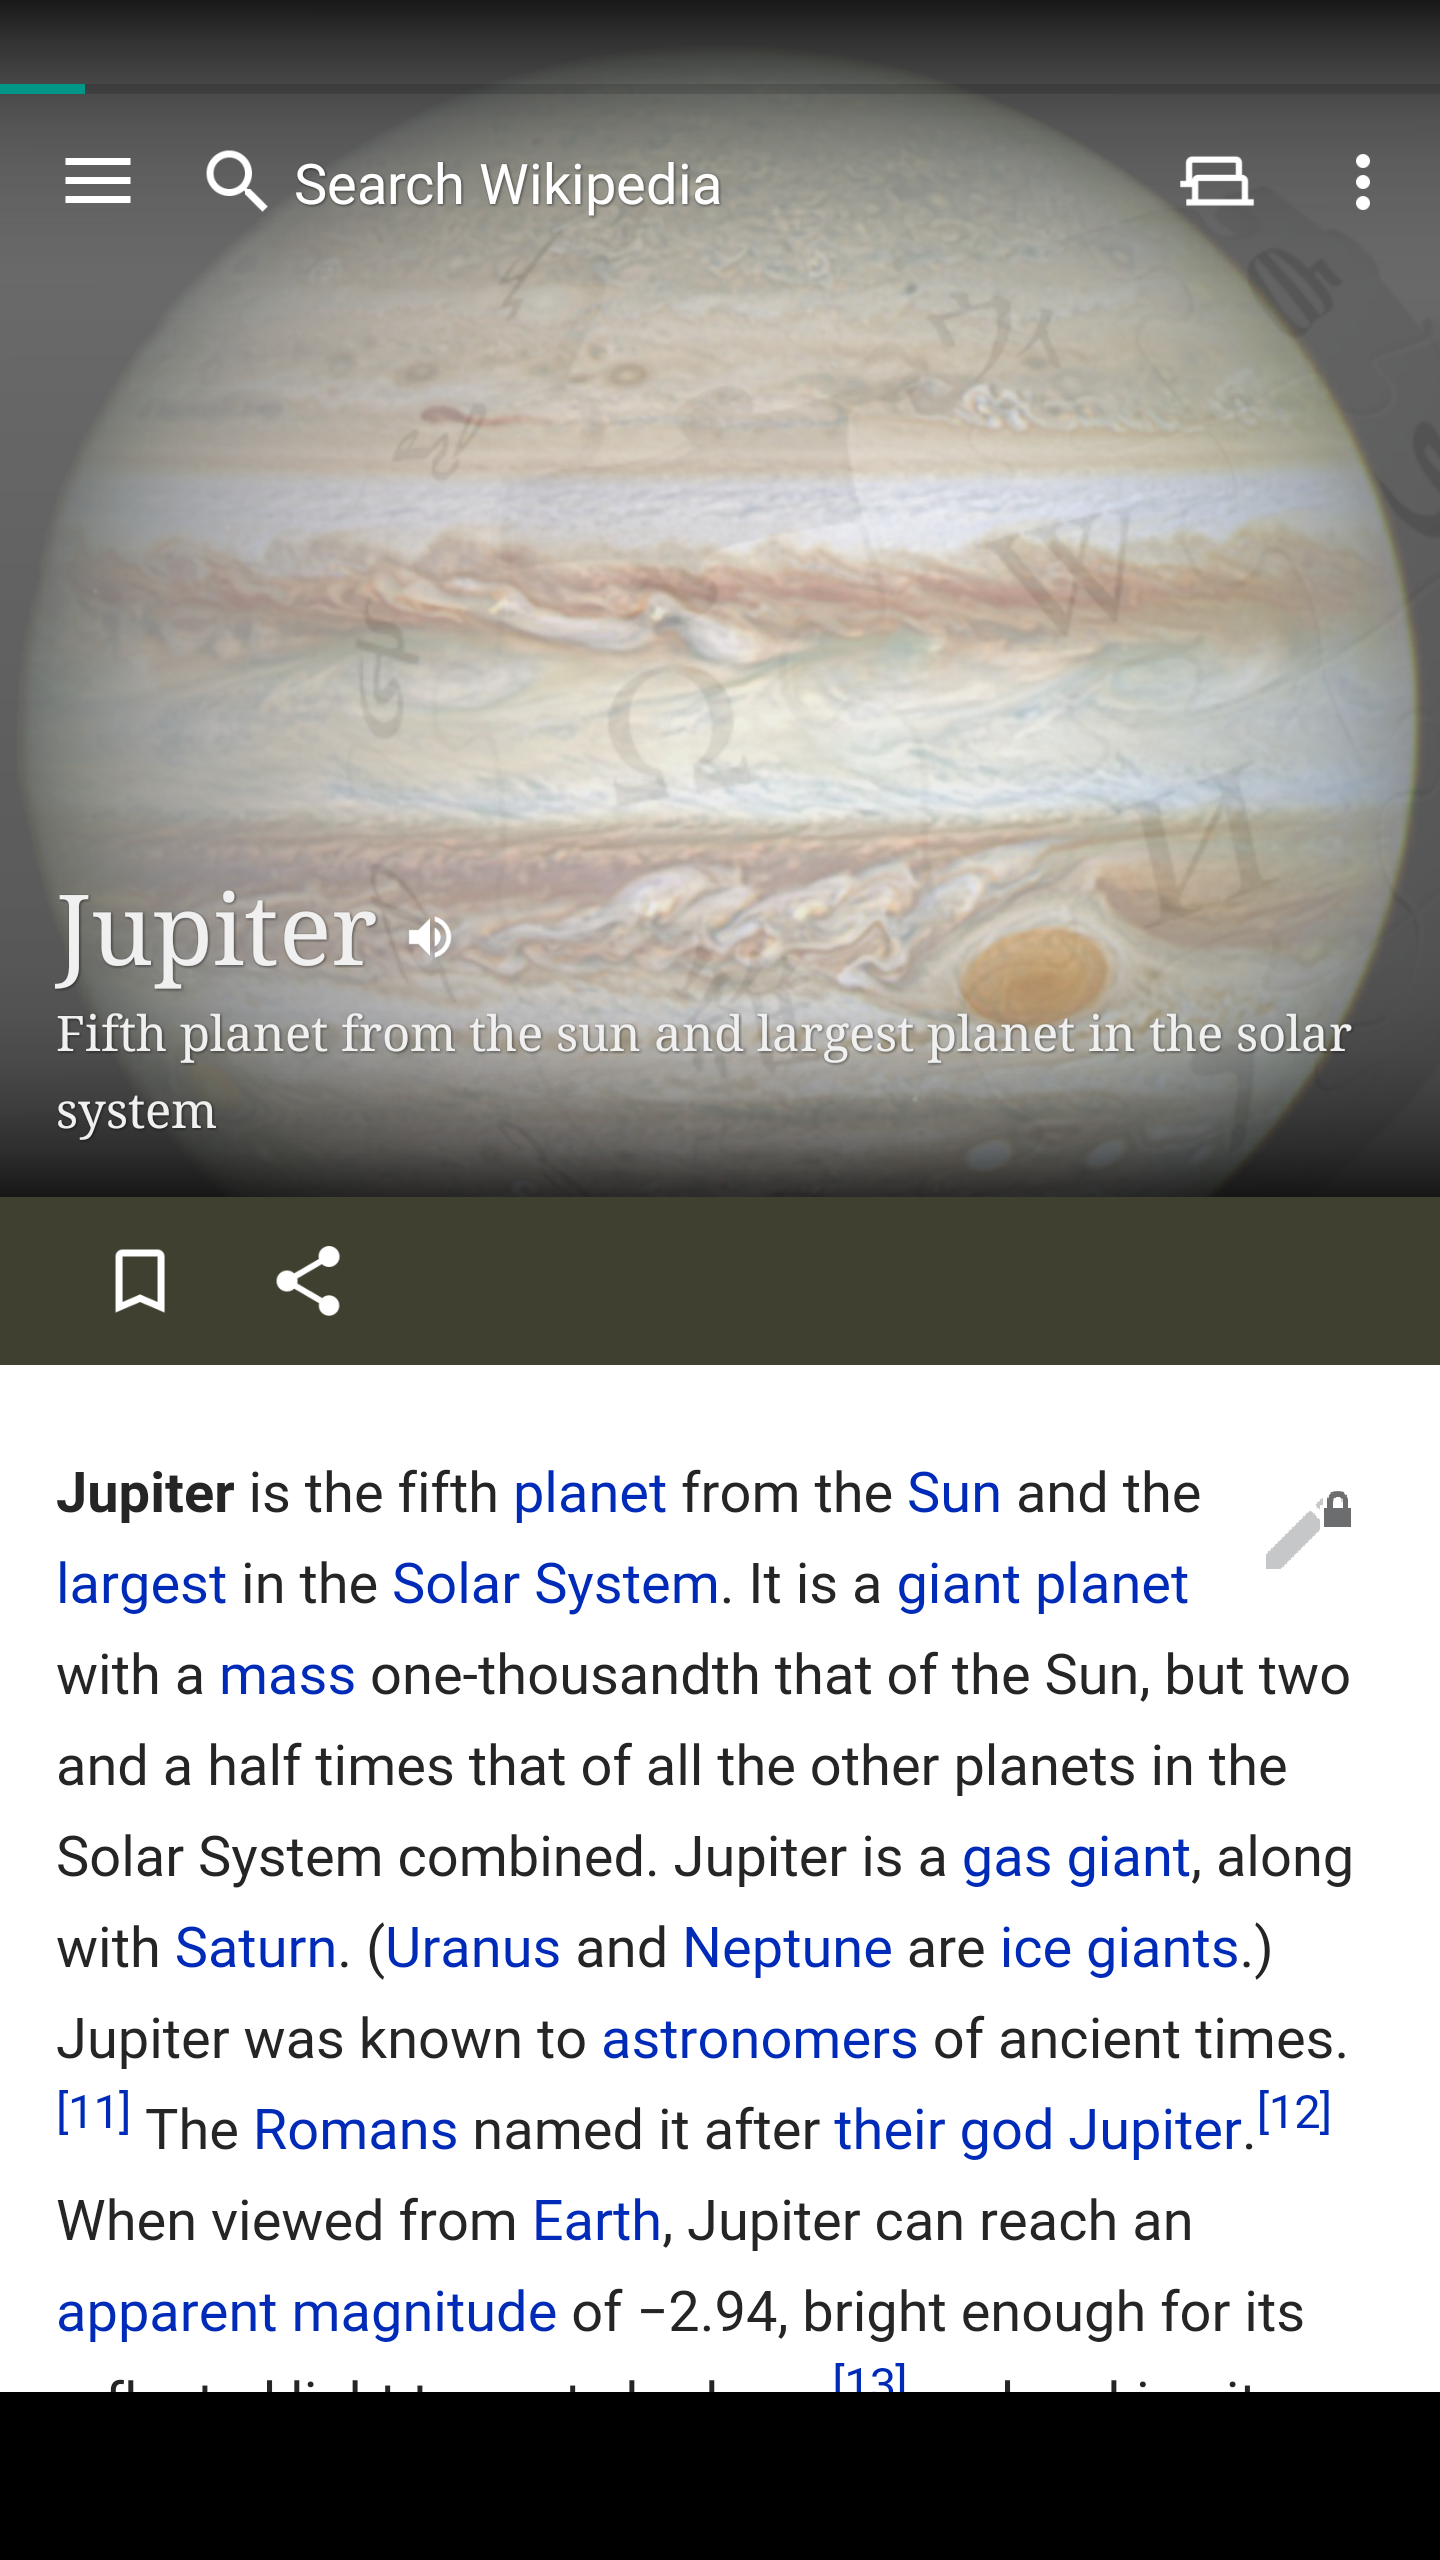 Search Wikipedia
Ω
W
И
Jupiter
Fifth planet from the sun and largest planet in the solar
system
Jupiter is the fifth planet from the Sun and the
largest in the Solar System. It is a giant planet
with a mass one-thousandth that of the Sun, but two
and a half times that of all the other planets in the
Solar System combined. Jupiter is a gas giant, along
with Saturn. (Uranus and Neptune are ice giants.)
Jupiter was known to astronomers of ancient times.
[11] The Romans named it after their god Jupiter.[12]
When viewed from Earth, Jupiter can reach an
apparent magnitude of −2.94, bright enough for its
[13]